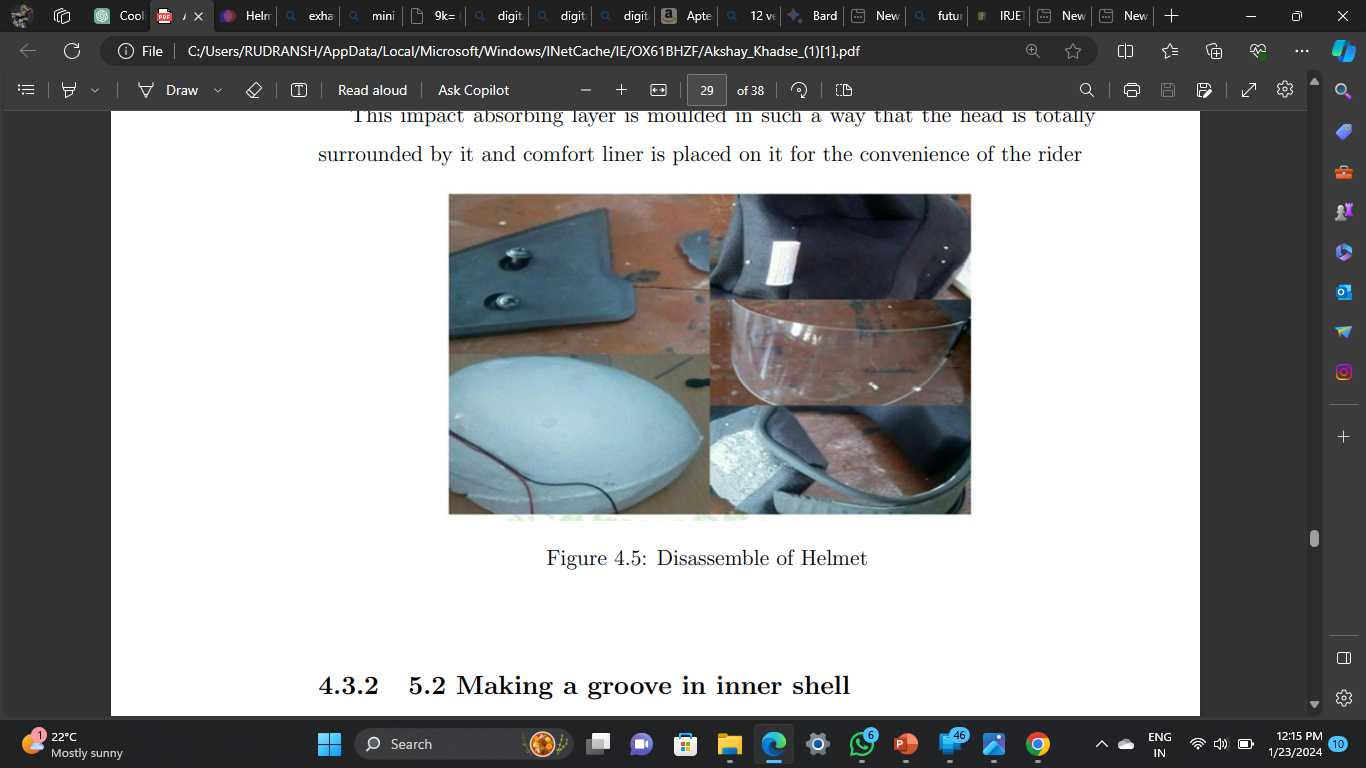 Cool
A
Helm
exha
mini
9k=
digit
digit
digit
Apte
12 v
Bard
New
futur
IRJET
New
New
File
C:/Users/RUDRANSH/AppData/Local/Microsoft/Windows/INetCache/IE/OX61BHZF/Akshay_Khadse_(1)[1].pdf
Draw
Read aloud
Ask Copilot
29
of 38
This impact absorbing layer is moulded in such a way that the head is totally
surrounded by it and comfort liner is placed on it for the convenience of the rider
Figure 4.5: Disassemble of Helmet
4.3.2 5.2 Making a groove in inner shell
1
22°C
Mostly sunny
Search
6
46
ENG
IN
12:15 PM
1/23/2024
10